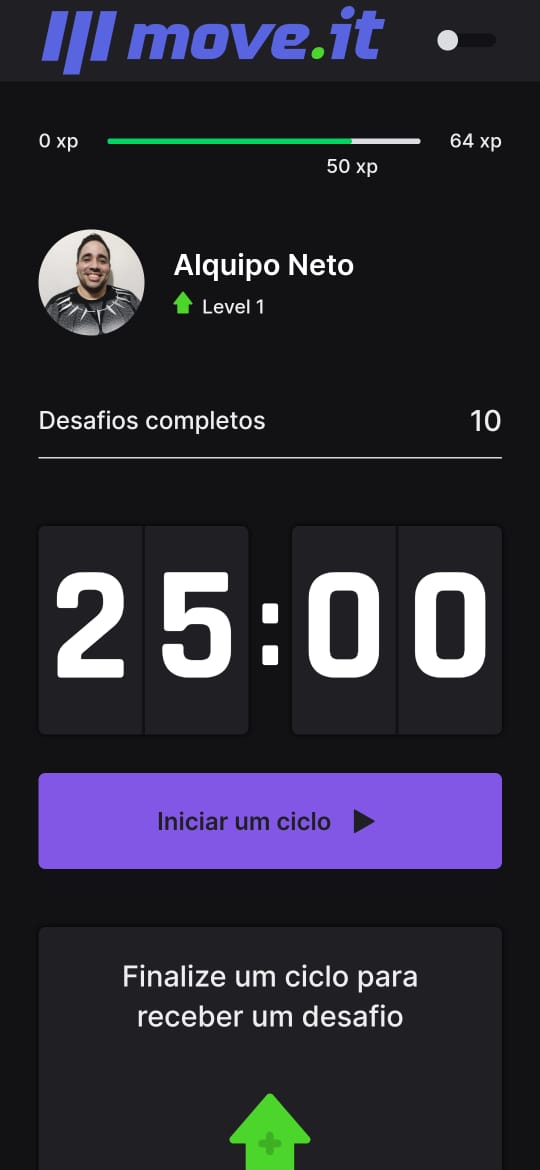 move.it
0 xp
64 xp
50 xp
Alquipo Neto
Level 1
Desafios completos
10
25:00
Iniciar um ciclo
Finalize um ciclo para
receber um desafio